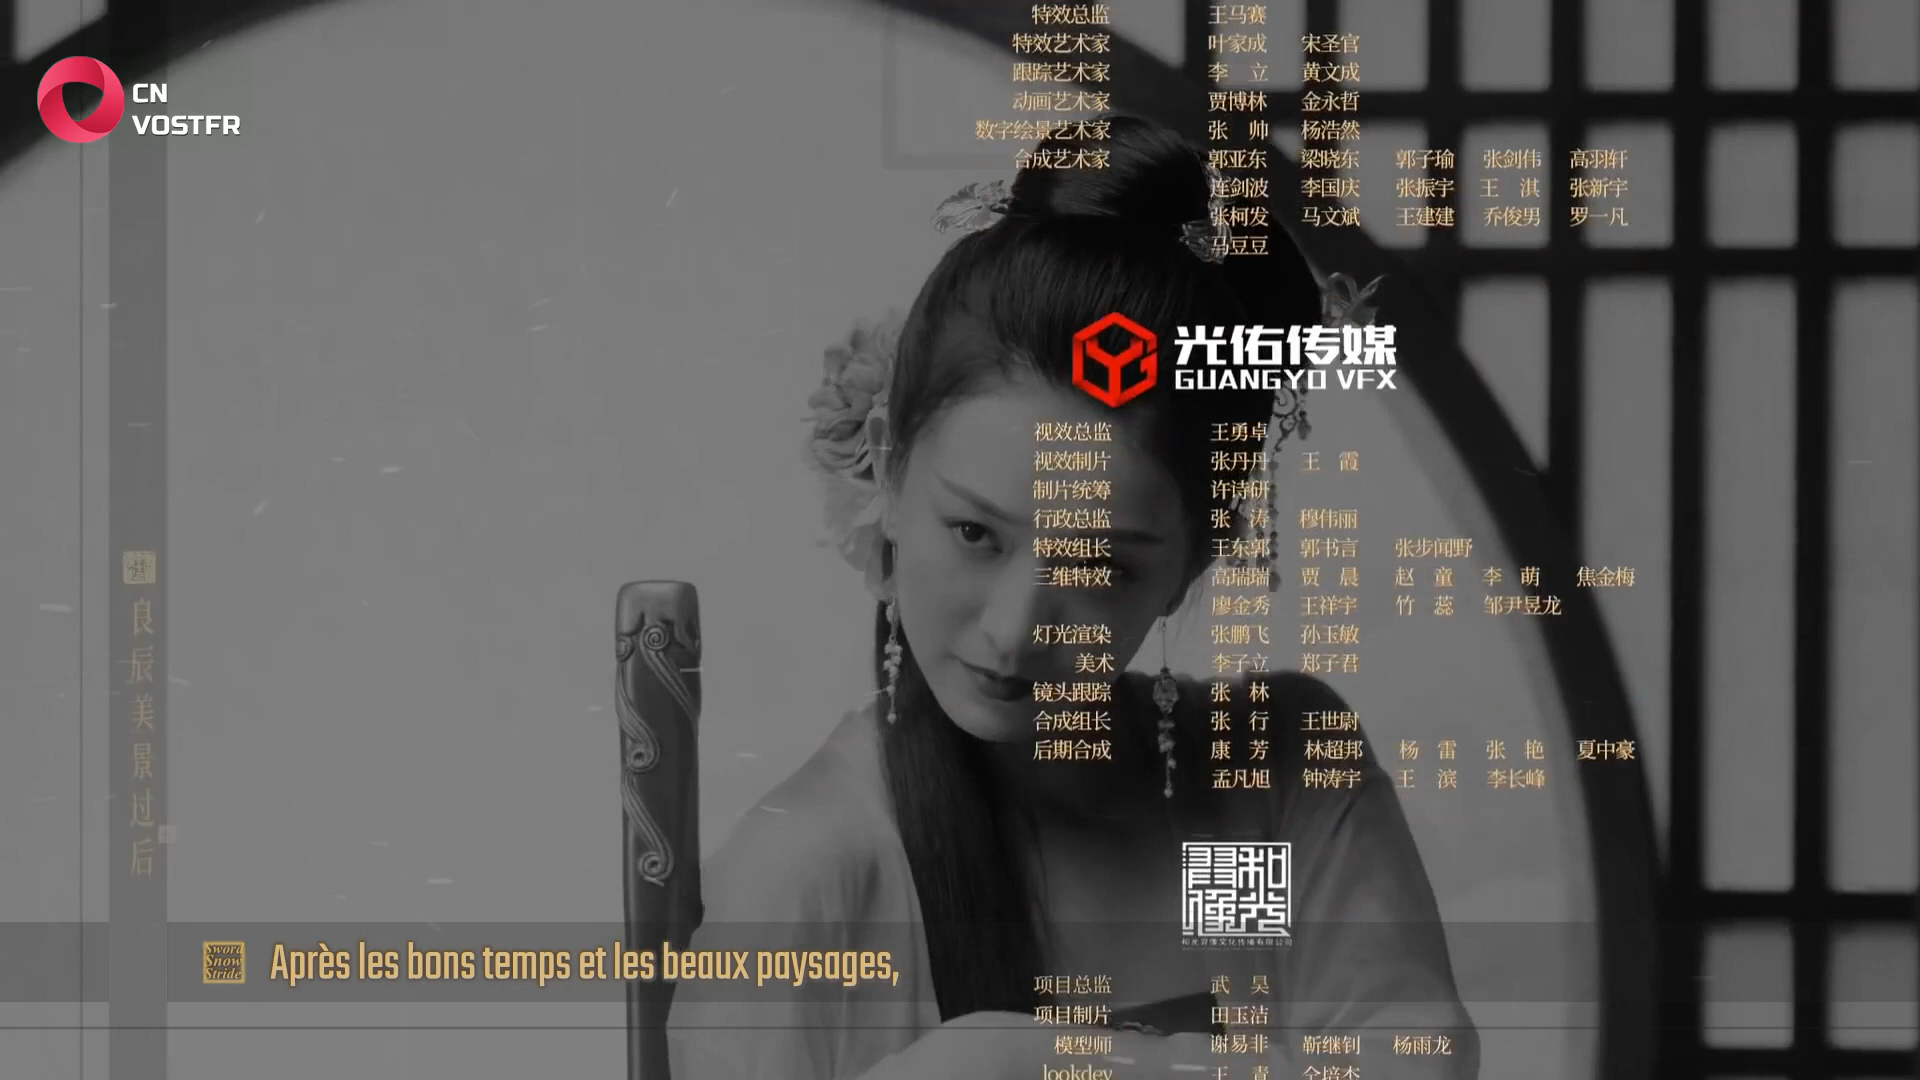 CN
VOSTFR
特效总监 王马赛
特效艺术家 叶家成 宋圣官
跟踪艺术家 李 立 黄文成
动画艺术家 贾博林 金永哲
数字绘景艺术家 张 帅 杨浩然
合成艺术家 郭亚东 梁晓东 郭子瑜 张剑伟 高羽轩
连剑波 李国庆 张振宇 王 淇 张新宇
张柯发 马文斌 王建建 乔俊男 罗一凡
马豆豆
光佑传媒
GUANGYO VFX
视效总监 王勇卓
视效制片 张丹丹 王 霞
制片统筹 许诗研
行政总监 张 涛 穆伟丽
特效组长 王东郭 郭书言 张步闻野
三维特效 高瑞瑞 贾 晨 赵 童 李 萌 焦金梅
廖金秀 王祥宇 竹 蕊 邹尹昱龙
灯光渲染 张鹏飞 孙玉敏
美术 李子立 郑子君
镜头跟踪 张 林
合成组长 张 行 王世尉
后期合成 康 芳 林超邦 杨 雷 张 艳 夏中豪
孟凡旭 钟涛宇 王 滨 李长峰
良辰美景过后
Sword
Snow
Stride
Après les bons temps et les beaux paysages,
项目总监 武 昊
项目制片 田玉洁
模型师 谢易非 靳继钊 杨雨龙
lookdev 王 青